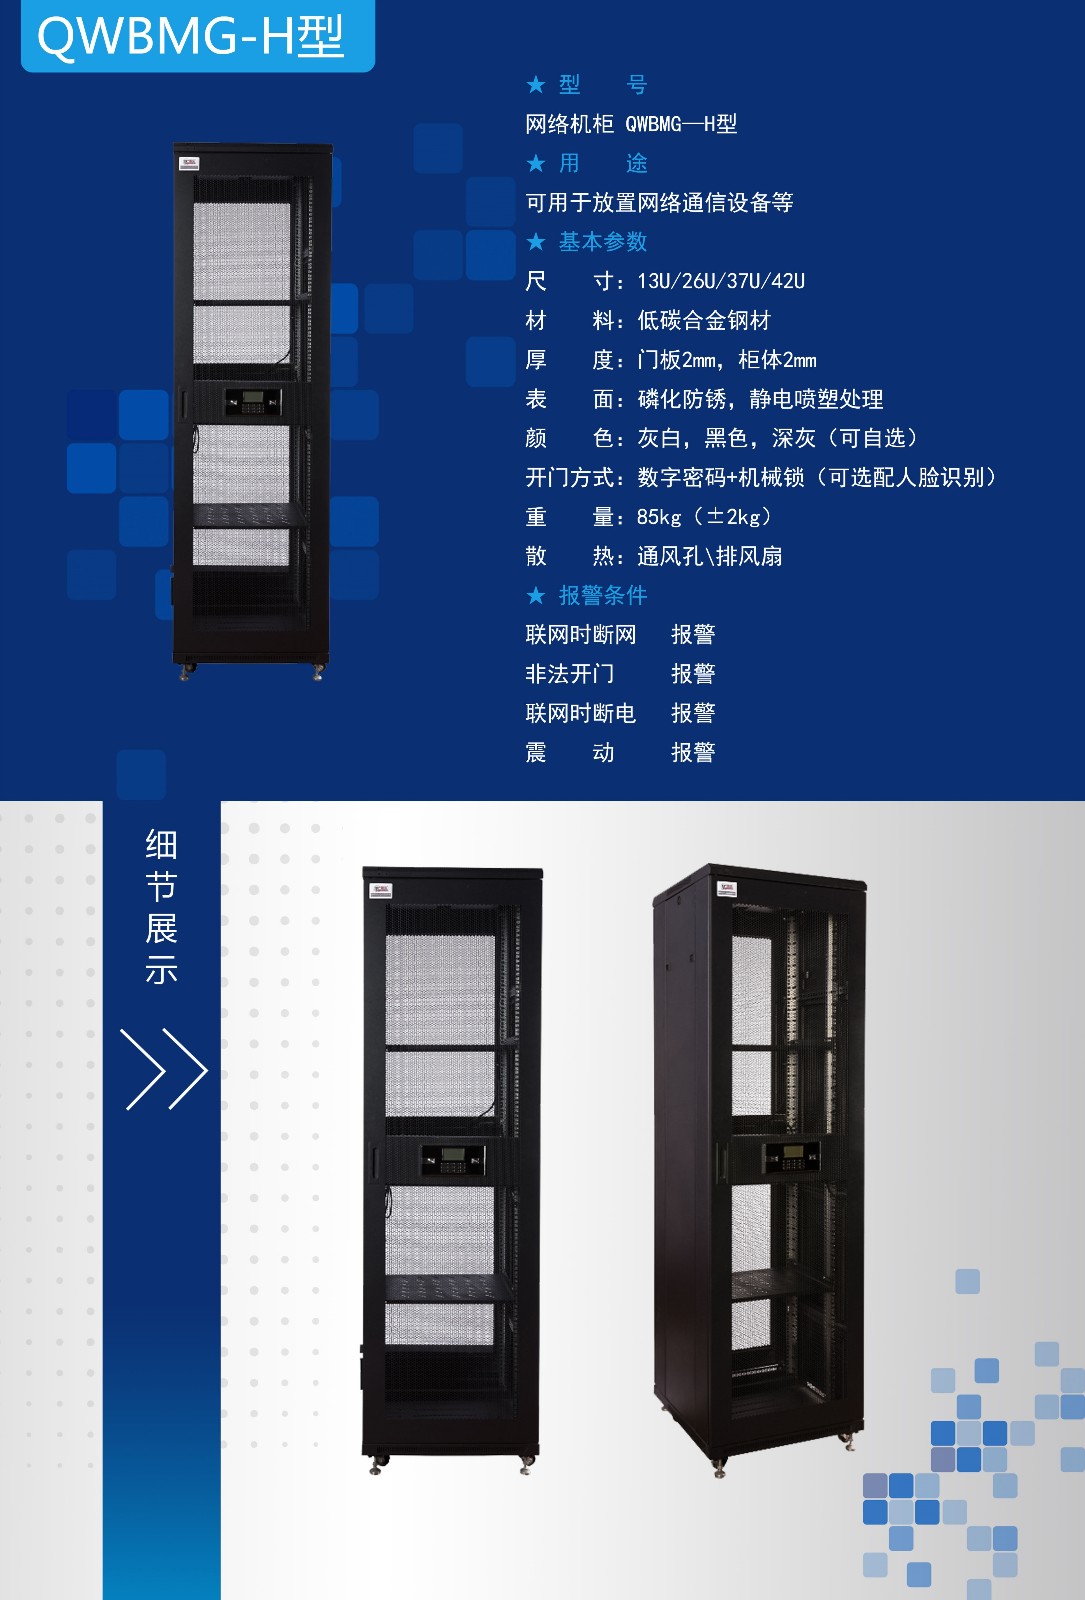 QWBMG-H型
★ 型 号
网络机柜 QWBMG—H型
★ 用 途
可用于放置网络通信设备等
★ 基本参数
尺 寸：13U/26U/37U/42U
材 料：低碳合金钢材
厚 度：门板2mm，柜体2mm
表 面：磷化防锈，静电喷塑处理
颜 色：灰白，黑色，深灰（可自选）
开门方式：数字密码+机械锁（可选配人脸识别）
重 量：85kg（±2kg）
散 热：通风孔\排风扇
★ 报警条件
联网时断网 报警
非法开门 报警
联网时断电 报警
震 动 报警
细节展示